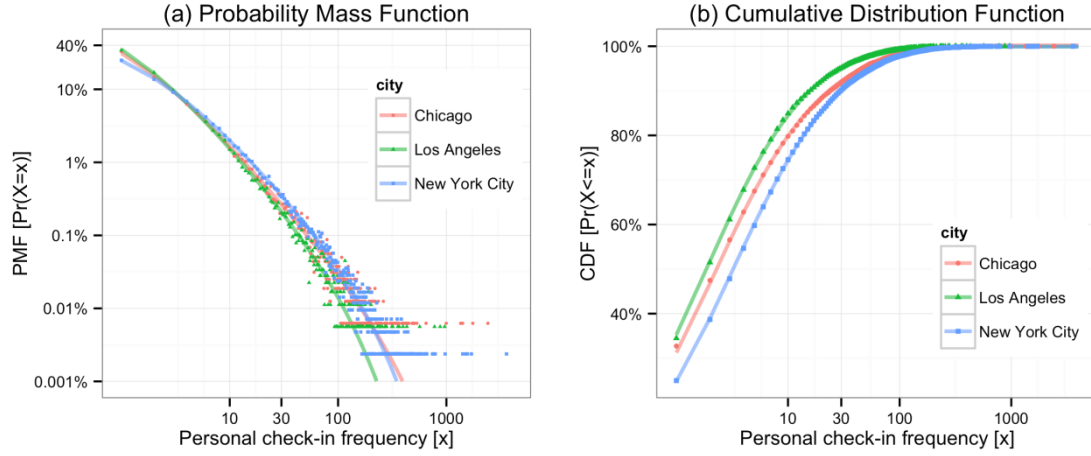 (a) Probability Mass Function
PMF [Pr(X=x)]
40%
10%
1%
0.1%
0.01%
0.001%
city
Chicago
Los Angeles
New York City
10 30 100 1000
Personal check-in frequency [x]
(b) Cumulative Distribution Function
CDF [Pr(X<=x)]
100%
80%
60%
40%
city
Chicago
Los Angeles
New York City
10 30 100 1000
Personal check-in frequency [x]